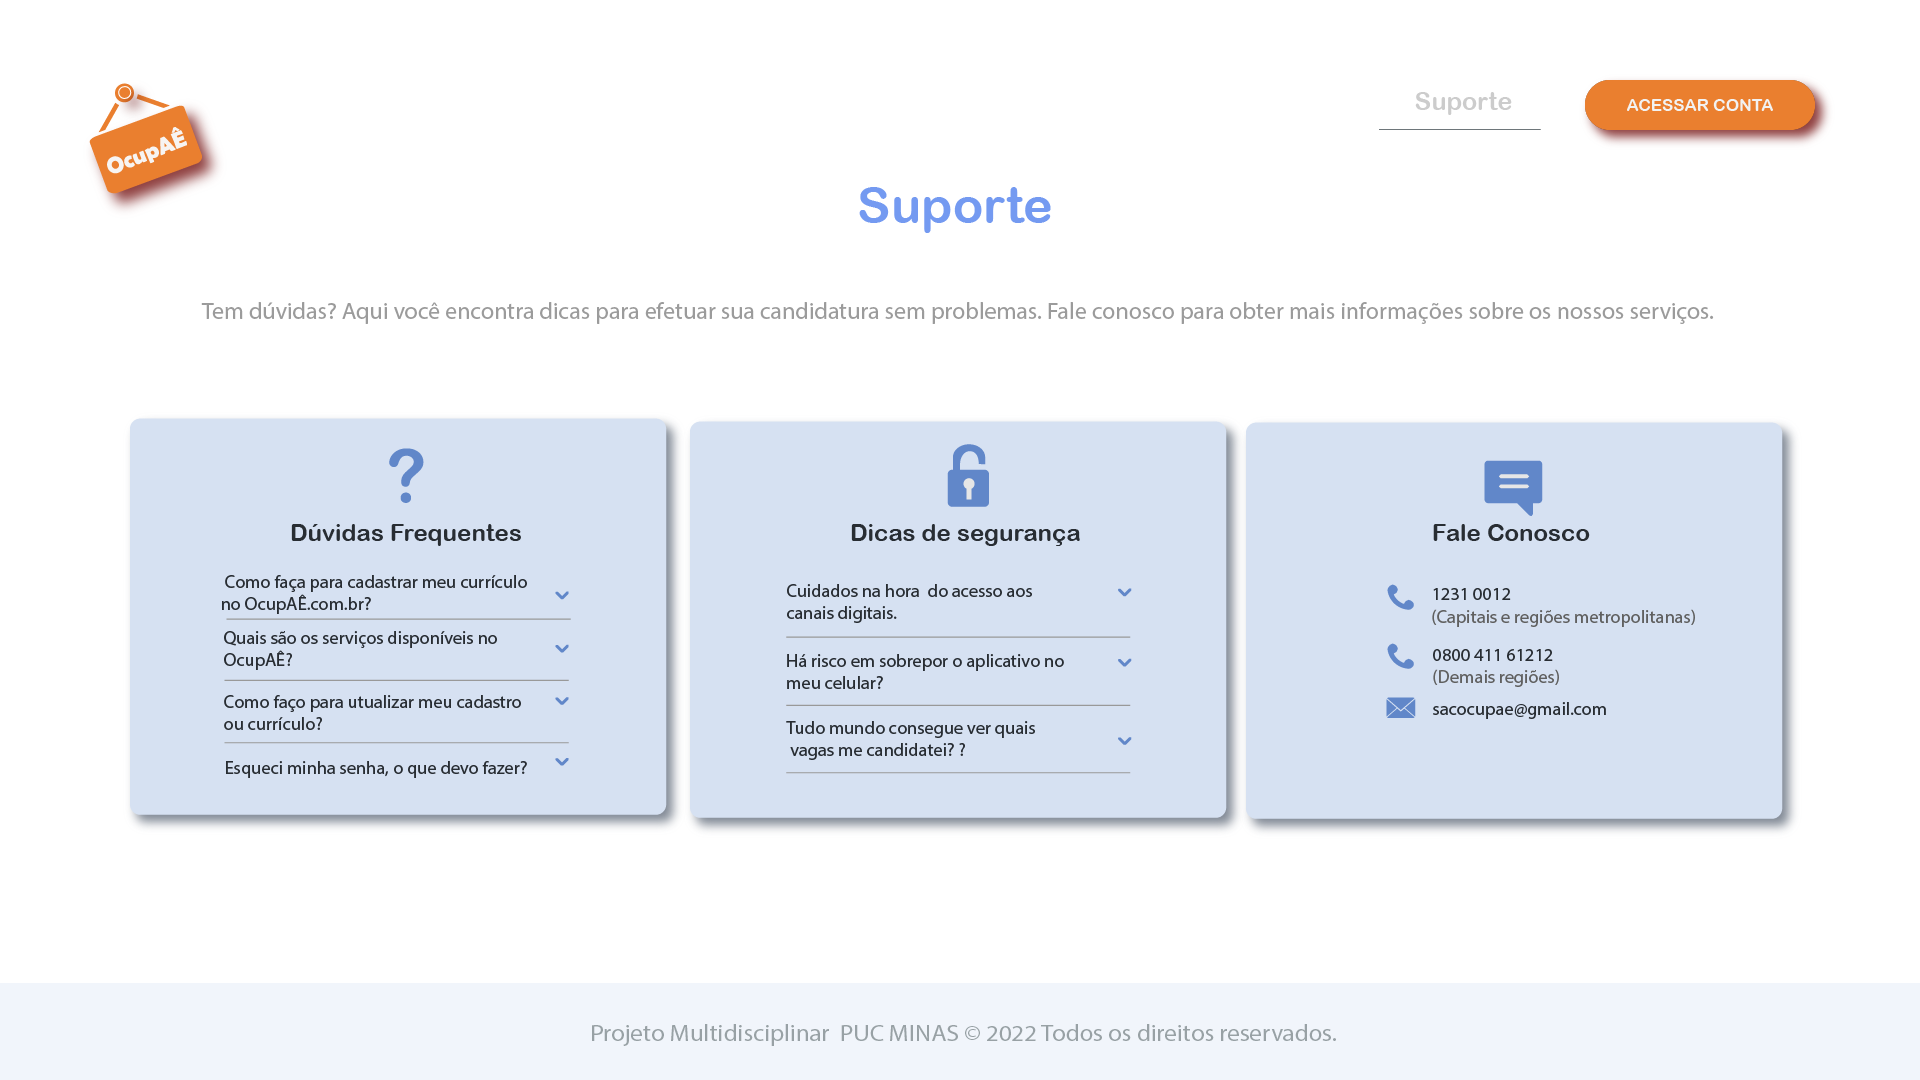 OcupAÊ
Suporte
ACESSAR CONTA
Suporte
Tem dúvidas? Aqui você encontra dicas para efetuar sua candidatura sem problemas. Fale conosco para obter mais informações sobre os nossos serviços.
Dúvidas Frequentes
Como faça para cadastrar meu currículo
no OcupAÊ.com.br?
Quais são os serviços disponíveis no
OcupAÊ?
Como faço para utualizar meu cadastro
ou currículo?
Esqueci minha senha, o que devo fazer?
Dicas de segurança
Cuidados na hora  do acesso aos
canais digitais.
Há risco em sobrepor o aplicativo no
meu celular?
Tudo mundo consegue ver quais
vagas me candidatei? ?
Fale Conosco
1231 0012
(Capitais e regiões metropolitanas)
0800 411 61212
(Demais regiões)
sacocupae@gmail.com
Projeto Multidisciplinar  PUC MINAS © 2022 Todos os direitos reservados.